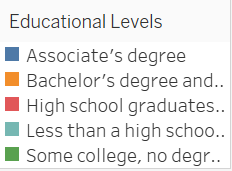 Educational Levels
Associate's degree
Bachelor's degree and..
High school graduates..
Less than a high schoo..
Some college, no degr..